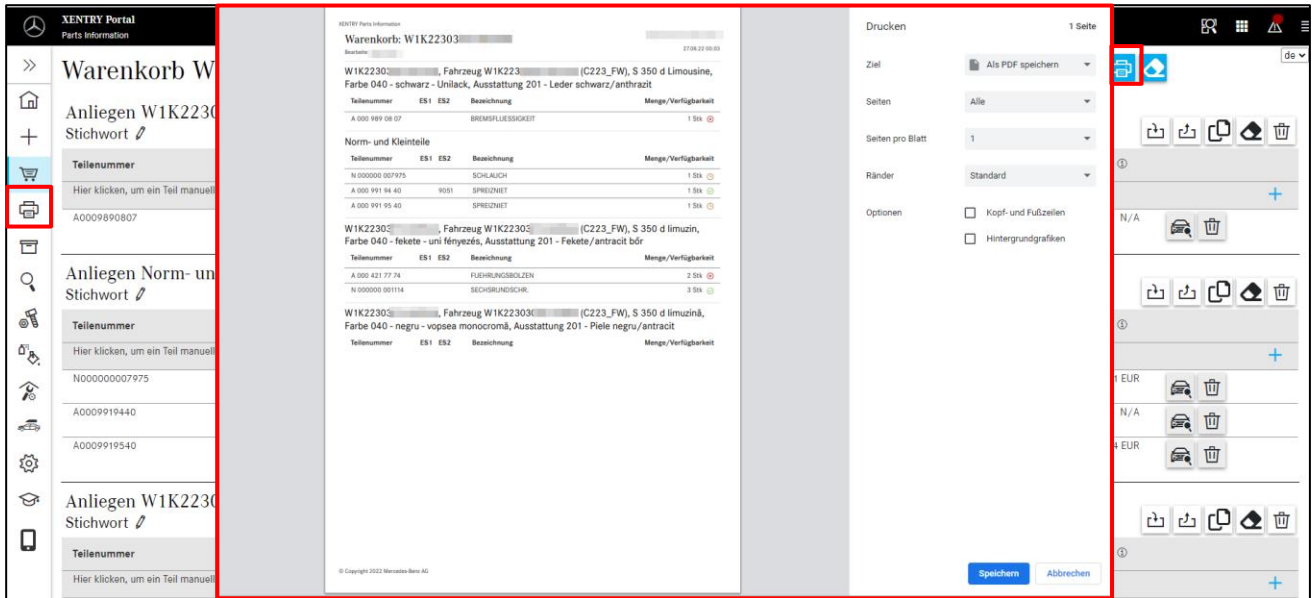 XENTRY Portal
Parts Information
de
Warenkorb W
Anliegen W1K2230
Stichwort
Teilenummer
Hier klicken, um ein Teil manuell
A0009890807
N/A
Anliegen Norm- un
Stichwort
Teilenummer
Hier klicken, um ein Teil manuell
N000000007975
1 EUR
A0009919440
N/A
A0009919540
4 EUR
Anliegen W1K2230
Stichwort
Teilenummer
Hier klicken, um ein Teil manuell
XENTRY Parts Information
Warenkorb: W1K22303
Bearbeiter:
27.06.22 00:03
W1K22303 , Fahrzeug W1K223 (C223_FW), S 350 d Limousine,
Farbe 040 - schwarz - Unilack, Ausstattung 201 - Leder schwarz/anthrazit
Teilenummer ES1 ES2 Bezeichnung Menge/Verfügbarkeit
A 000 989 08 07 BREMSFLUESSIGKEIT 1 Stk
Norm- und Kleinteile
Teilenummer ES1 ES2 Bezeichnung Menge/Verfügbarkeit
N 000000 007975 SCHLAUCH 1 Stk
A 000 991 94 40 9051 SPREIZNIET 1 Stk
A 000 991 95 40 SPREIZNIET 1 Stk
W1K22303 , Fahrzeug W1K22303 (C223_FW), S 350 d limuzin,
Farbe 040 - fekete - uni fényezés, Ausstattung 201 - Fekete/antracit bőr
Teilenummer ES1 ES2 Bezeichnung Menge/Verfügbarkeit
A 000 421 77 74 FUEHRUNGSBOLZEN 2 Stk
N 000000 001114 SECHSRUNDSCHR. 3 Stk
W1K22303 , Fahrzeug W1K22303 (C223_FW), S 350 d limuzină,
Farbe 040 - negru - vopsea monocromă, Ausstattung 201 - Piele negru/antracit
Teilenummer ES1 ES2 Bezeichnung Menge/Verfügbarkeit
© Copyright 2022 Mercedes-Benz AG
Drucken 1 Seite
Ziel Als PDF speichern
Seiten Alle
Seiten pro Blatt 1
Ränder Standard
Optionen Kopf- und Fußzeilen
Hintergrundgrafiken
Speichern Abbrechen